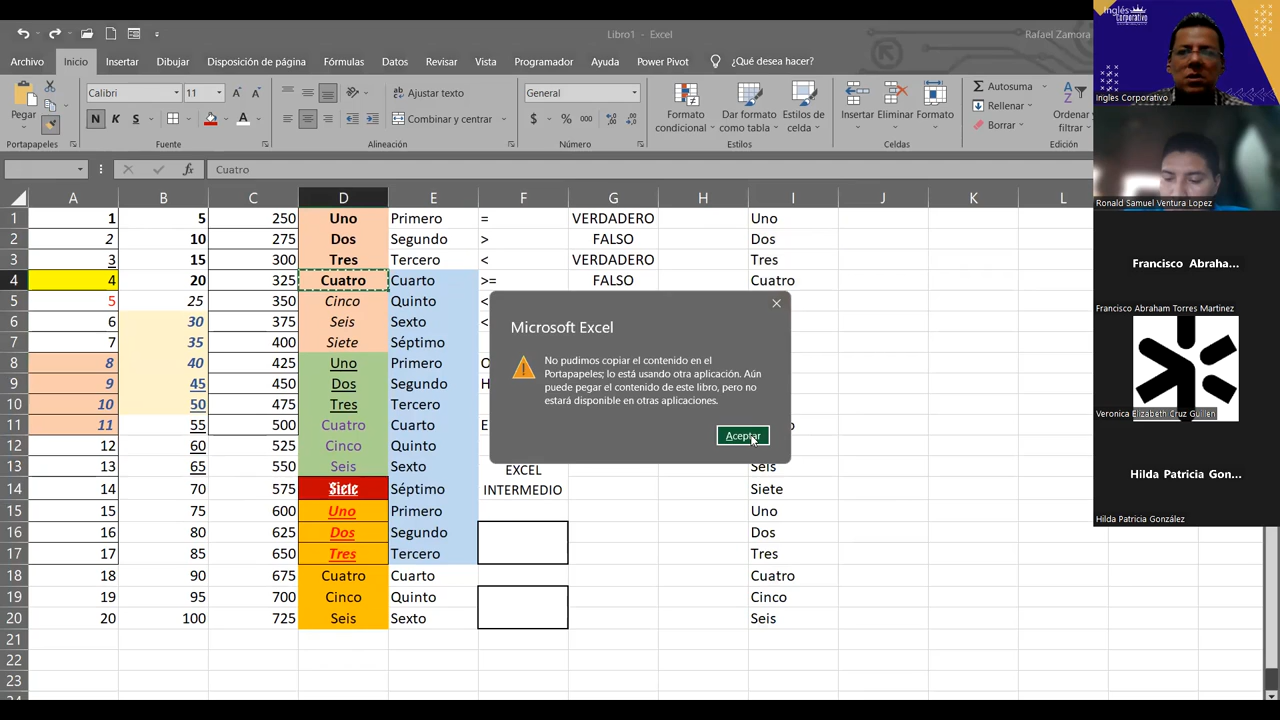 Libro1 - Excel
Rafael Zamora
Archivo Inicio Insertar Dibujar Disposición de página Fórmulas Datos Revisar Vista Programador Ayuda Power Pivot ¿Qué desea hacer?
Pegar
Calibri 11
A A
N K S
A
Ajustar texto
Combinar y centrar
General
$ % 000
Formato condicional
Dar formato como tabla
Estilos de celda
Insertar Eliminar Formato
Autosuma
Rellenar
Borrar
Ordenar y filtrar
Portapapeles Fuente Alineación Número Estilos Celdas Edición
fx Cuatro
A B C D E F G H I J K L
1 1 5 250 Uno Primero = VERDADERO Uno
2 2 10 275 Dos Segundo > FALSO Dos
3 3 15 300 Tres Tercero < VERDADERO Tres
4 4 20 325 Cuatro Cuarto >= FALSO Cuatro
5 5 25 350 Cinco Quinto <
6 6 30 375 Seis Sexto <
7 7 35 400 Siete Séptimo
8 8 40 425 Uno Primero
9 9 45 450 Dos Segundo H
10 10 50 475 Tres Tercero
11 11 55 500 Cuatro Cuarto E
12 12 60 525 Cinco Quinto
13 13 65 550 Seis Sexto EXCEL Seis
14 14 70 575 Siete Séptimo INTERMEDIO Siete
15 15 75 600 Uno Primero Uno
16 16 80 625 Dos Segundo Dos
17 17 85 650 Tres Tercero Tres
18 18 90 675 Cuatro Cuarto Cuatro
19 19 95 700 Cinco Quinto Cinco
20 20 100 725 Seis Sexto Seis
21
22
23
Microsoft Excel
No pudimos copiar el contenido en el
Portapapeles; lo está usando otra aplicación. Aún
puede pegar el contenido de este libro, pero no
estará disponible en otras aplicaciones.
Aceptar
Inglés
Corporativo
Ingles Corporativo
Ronald Samuel Ventura Lopez
Francisco Abraha...
Francisco Abraham Torres Martinez
Veronica Elizabeth Cruz Guillen
Hilda Patricia Gon...
Hilda Patricia González